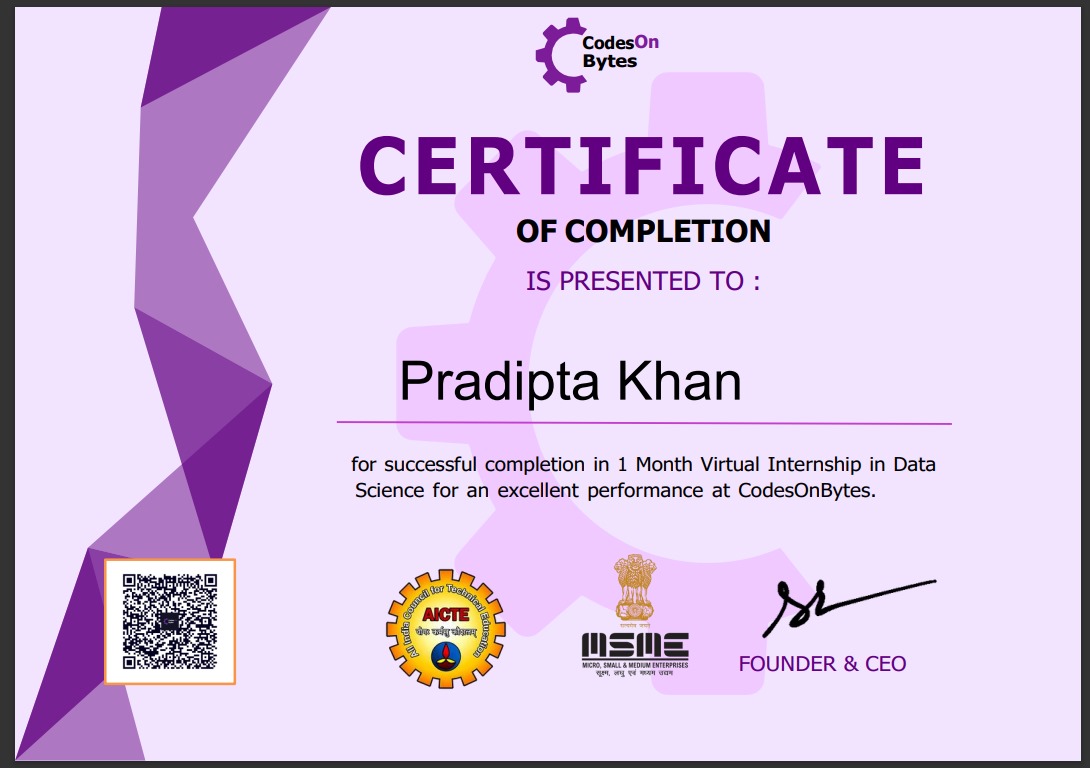 CodesOn
Bytes
CERTIFICATE
OF COMPLETION
IS PRESENTED TO :
Pradipta Khan
for successful completion in 1 Month Virtual Internship in Data
Science for an excellent performance at CodesOnBytes.
All India Council for Technical Education
AICTE
योगः कर्मसु कौशलम्
सत्यमेव जयते
MSME
MICRO, SMALL & MEDIUM ENTERPRISES
सूक्ष्म, लघु एवं मध्यम उद्यम
FOUNDER & CEO